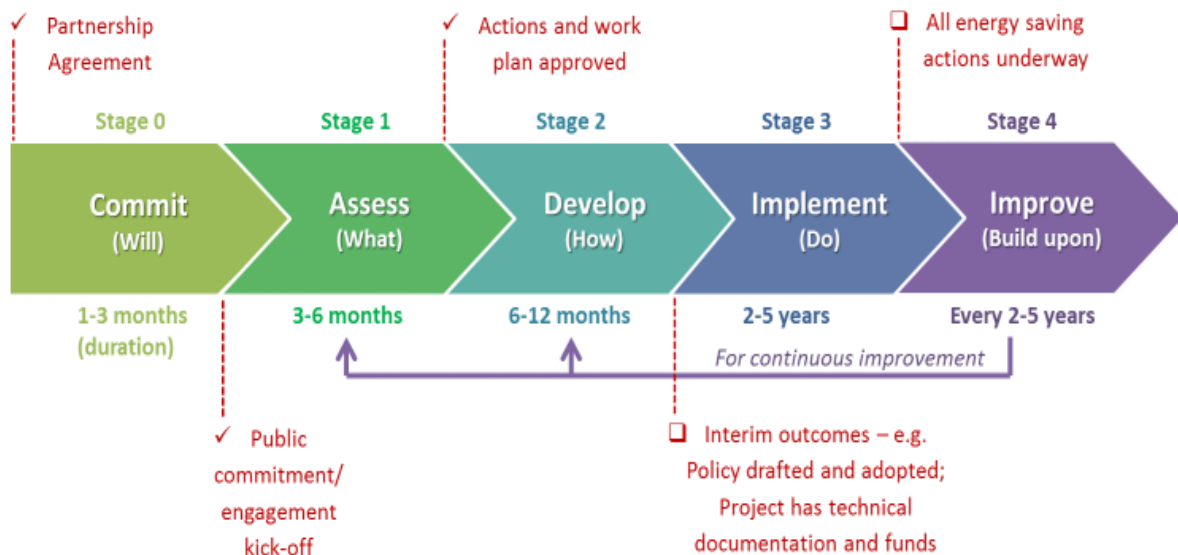 ✓ Partnership
Agreement
✓ Actions and work
plan approved
❑ All energy saving
actions underway
Stage 0
Stage 1
Stage 2
Stage 3
Stage 4
Commit
(Will)
Assess
(What)
Develop
(How)
Implement
(Do)
Improve
(Build upon)
1-3 months
(duration)
3-6 months
6-12 months
2-5 years
Every 2-5 years
For continuous improvement
✓ Public
commitment/
engagement
kick-off
❑ Interim outcomes – e.g.
Policy drafted and adopted;
Project has technical
documentation and funds